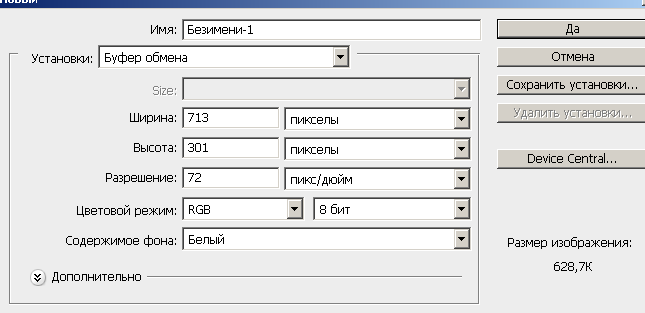 Новый
Имя: Безимени-1
Да
Установки: Буфер обмена
Отмена
Size:
Сохранить установки...
Ширина: 713 пикселы
Удалить установки...
Высота: 301 пикселы
Разрешение: 72 пикс/дюйм
Device Central...
Цветовой режим: RGB 8 бит
Содержимое фона: Белый
Размер изображения:
628,7K
Дополнительно